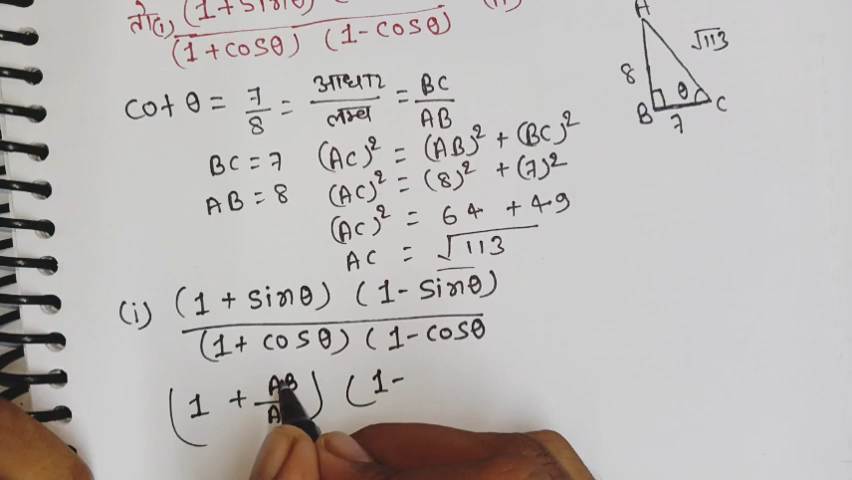 तो (i) (1 + sinθ)
(1 + cosθ) (1 - cosθ)
cot θ = 7/8 = आधार/लम्ब = BC/AB
BC = 7 (AC)² = (AB)² + (BC)²
AB = 8 (AC)² = (8)² + (7)²
(AC)² = 64 + 49
AC = √113
(i) (1 + sinθ) (1 - sinθ)
(1 + cosθ) (1 - cosθ
(1 + AB/A ) (1 -
A
√113
8
θ
B
C
7